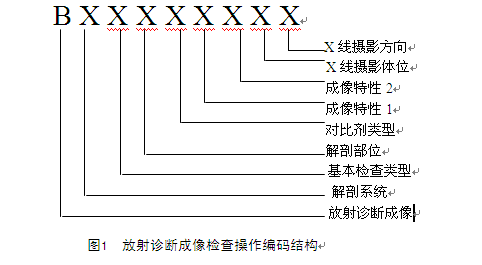 BXXXXXXXX
X 线摄影方向
X 线摄影体位
成像特性 2
成像特性 1
对比剂类型
解剖部位
基本检查类型
解剖系统
放射诊断成像
图1 放射诊断成像检查操作编码结构